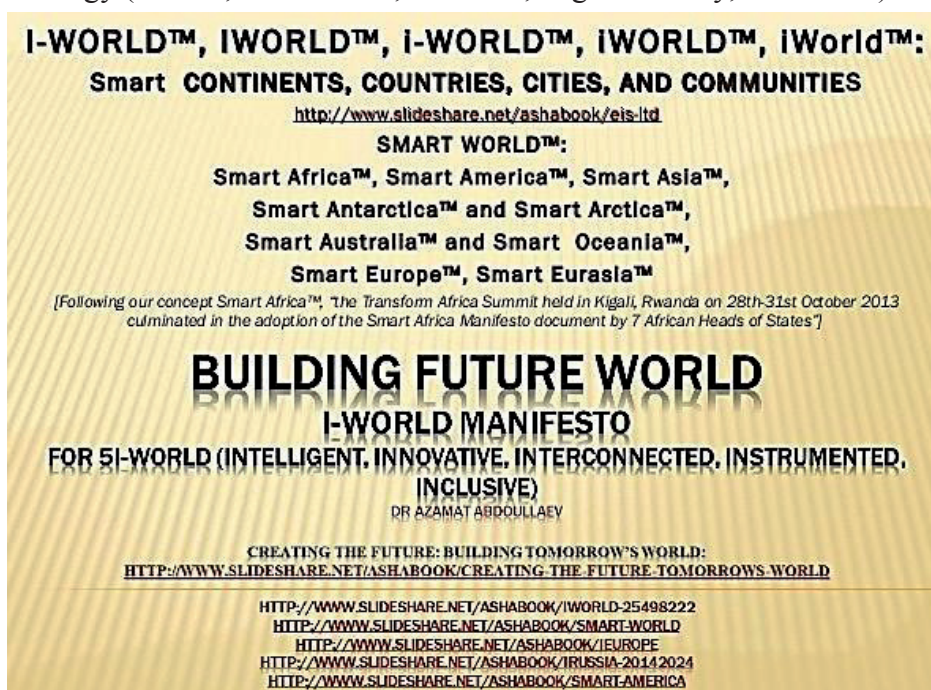 I-WORLD™, IWORLD™, i-WORLD™, iWORLD™, iWorld™:
Smart CONTINENTS, COUNTRIES, CITIES, AND COMMUNITIES
http://www.slideshare.net/ashabook/eis-ltd
SMART WORLD™:
Smart Africa™, Smart America™, Smart Asia™,
Smart Antarctica™ and Smart Arctica™,
Smart Australia™ and Smart Oceania™,
Smart Europe™, Smart Eurasia™
[Following our concept Smart Africa™, "the Transform Africa Summit held in Kigali, Rwanda on 28th-31st October 2013
culminated in the adoption of the Smart Africa Manifesto document by 7 African Heads of States"]
BUILDING FUTURE WORLD
I-WORLD MANIFESTO
FOR 5I-WORLD (INTELLIGENT, INNOVATIVE, INTERCONNECTED, INSTRUMENTED,
INCLUSIVE)
DR AZAMAT ABDOULLAEV
CREATING THE FUTURE: BUILDING TOMORROW'S WORLD:
HTTP://WWW.SLIDESHARE.NET/ASHABOOK/CREATING-THE-FUTURE-TOMORROWS-WORLD
HTTP://WWW.SLIDESHARE.NET/ASHABOOK/IWORLD-25498222
HTTP://WWW.SLIDESHARE.NET/ASHABOOK/SMART-WORLD
HTTP://WWW.SLIDESHARE.NET/ASHABOOK/IEUROPE
HTTP://WWW.SLIDESHARE.NET/ASHABOOK/IRUSSIA-20142024
HTTP://WWW.SLIDESHARE.NET/ASHABOOK/SMART-AMERICA